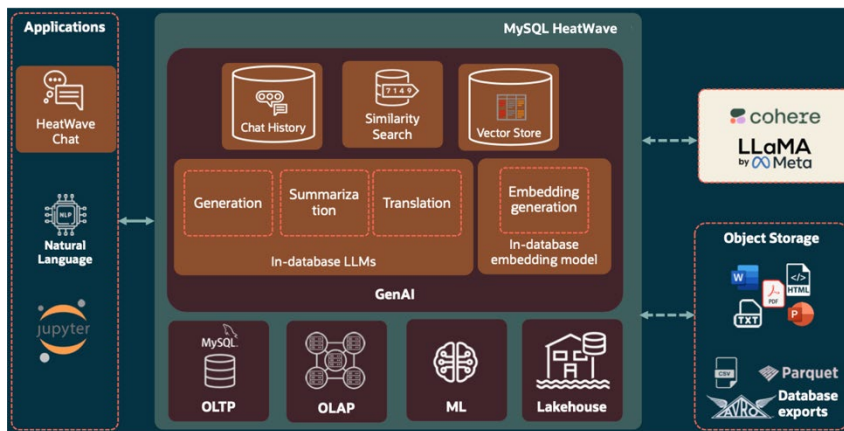 Applications
HeatWave
Chat
NLP
Natural
Language
jupyter
MySQL HeatWave
Chat History
7149
Similarity
Search
Vector Store
Generation
Summariza
tion
Translation
In-database LLMs
Embedding
generation
In-database
embedding model
GenAI
MySQL
OLTP
OLAP
ML
Lakehouse
cohere
LLaMA
by Meta
Object Storage
W
</>
HTML
PDF
TXT
P
CSV
Parquet
AVRO
Database
exports